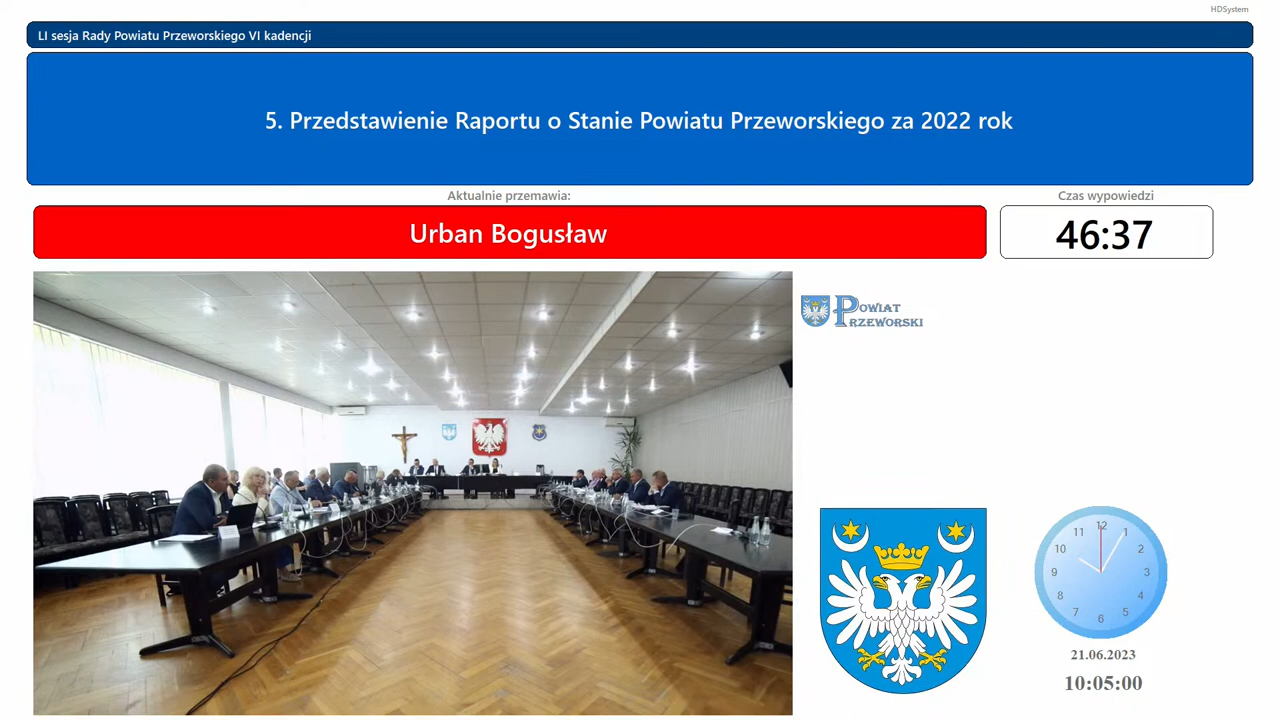 HDSystem
LI sesja Rady Powiatu Przeworskiego VI kadencji
5. Przedstawienie Raportu o Stanie Powiatu Przeworskiego za 2022 rok
Aktualnie przemawia:
Czas wypowiedzi
Urban Bogusław
46:37
POWIAT
PRZEWORSKI
12
1
2
3
4
5
6
7
8
9
10
11
21.06.2023
10:05:00